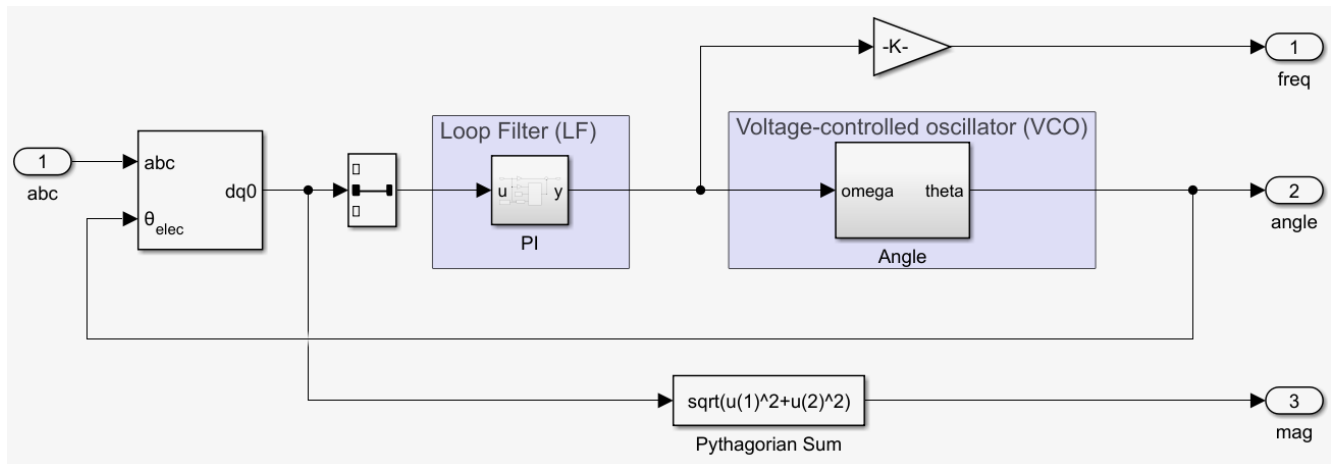 -K-
1
freq
Loop Filter (LF)
Voltage-controlled oscillator (VCO)
1
abc
abc
dq0
θelec
u
y
PI
omega
theta
Angle
2
angle
sqrt(u(1)^2+u(2)^2)
Pythagorian Sum
3
mag